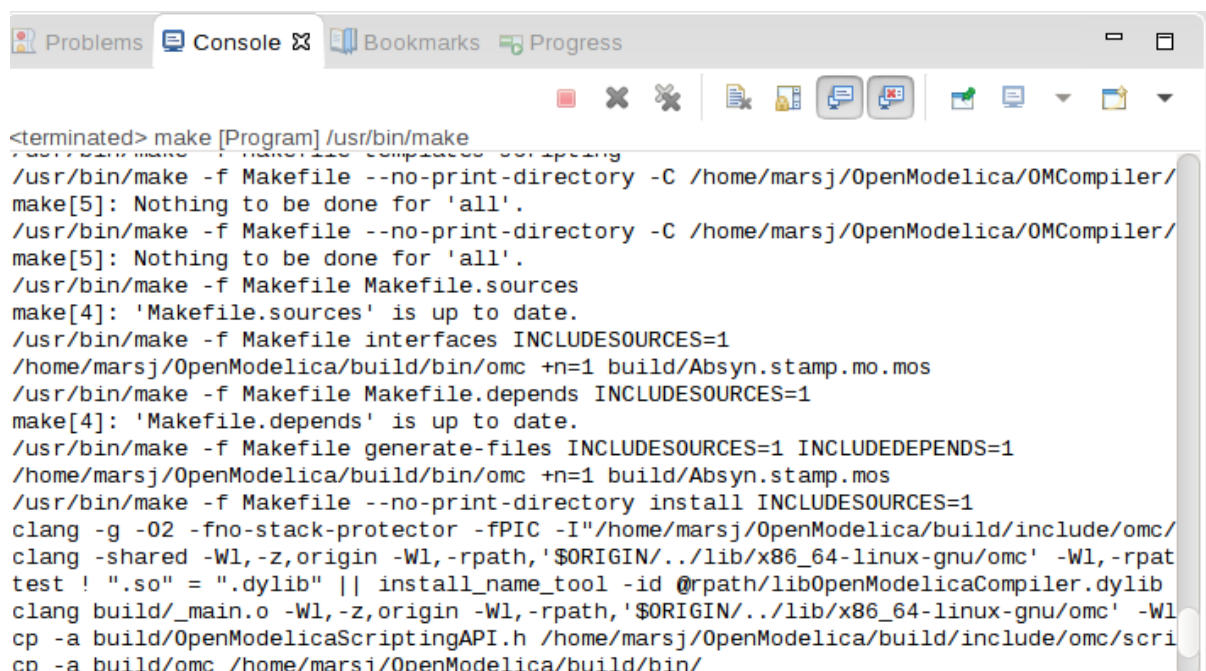 Problems Console Bookmarks Progress
<terminated> make [Program] /usr/bin/make
/usr/bin/make -f Makefile templates-scripting
/usr/bin/make -f Makefile --no-print-directory -C /home/marsj/OpenModelica/OMCompiler/
make[5]: Nothing to be done for 'all'.
/usr/bin/make -f Makefile --no-print-directory -C /home/marsj/OpenModelica/OMCompiler/
make[5]: Nothing to be done for 'all'.
/usr/bin/make -f Makefile Makefile.sources
make[4]: 'Makefile.sources' is up to date.
/usr/bin/make -f Makefile interfaces INCLUDESOURCES=1
/home/marsj/OpenModelica/build/bin/omc +n=1 build/Absyn.stamp.mo.mos
/usr/bin/make -f Makefile Makefile.depends INCLUDESOURCES=1
make[4]: 'Makefile.depends' is up to date.
/usr/bin/make -f Makefile generate-files INCLUDESOURCES=1 INCLUDEDEPENDS=1
/home/marsj/OpenModelica/build/bin/omc +n=1 build/Absyn.stamp.mos
/usr/bin/make -f Makefile --no-print-directory install INCLUDESOURCES=1
clang -g -O2 -fno-stack-protector -fPIC -I"/home/marsj/OpenModelica/build/include/omc/
clang -shared -Wl,-z,origin -Wl,-rpath,'$ORIGIN/../lib/x86_64-linux-gnu/omc' -Wl,-rpat
test ! ".so" = ".dylib" || install_name_tool -id @rpath/libOpenModelicaCompiler.dylib
clang build/_main.o -Wl,-z,origin -Wl,-rpath,'$ORIGIN/../lib/x86_64-linux-gnu/omc' -Wl
cp -a build/OpenModelicaScriptingAPI.h /home/marsj/OpenModelica/build/include/omc/scri
cp -a build/omc /home/marsj/OpenModelica/build/bin/